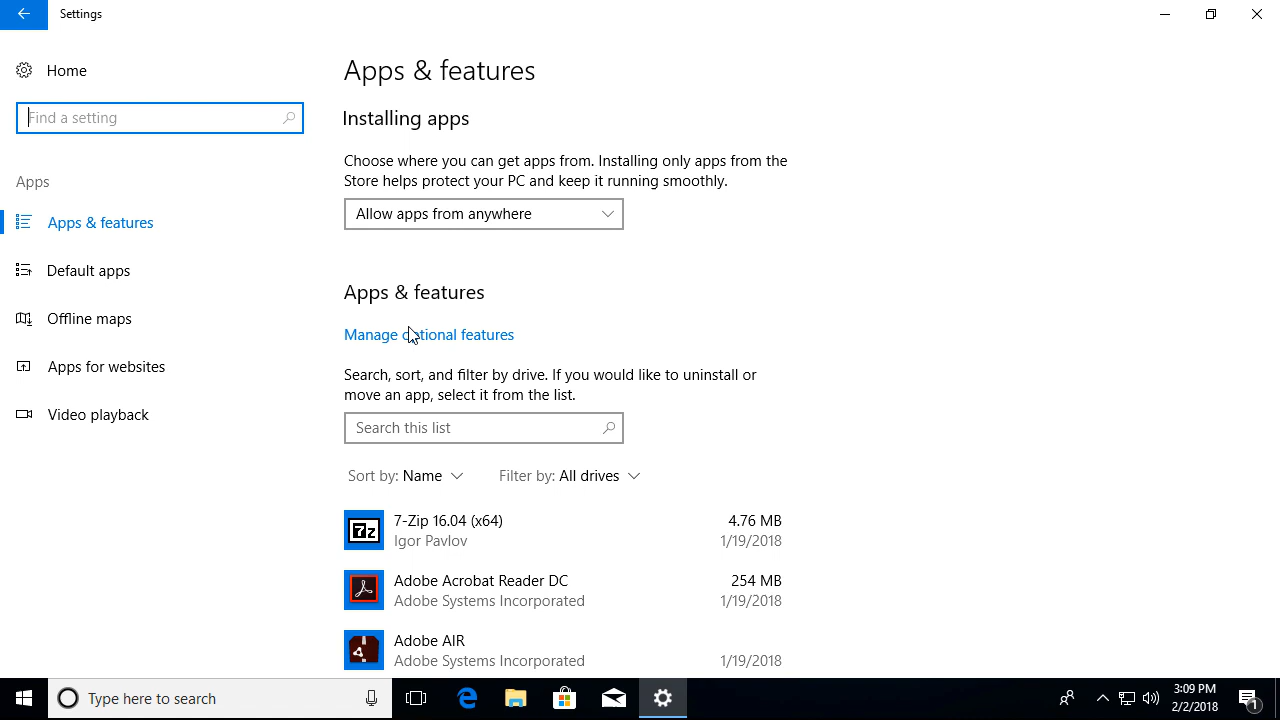 Settings
Home
Find a setting
Apps
Apps & features
Default apps
Offline maps
Apps for websites
Video playback
Apps & features
Installing apps
Choose where you can get apps from. Installing only apps from the
Store helps protect your PC and keep it running smoothly.
Allow apps from anywhere
Apps & features
Manage optional features
Search, sort, and filter by drive. If you would like to uninstall or
move an app, select it from the list.
Search this list
Sort by: Name Filter by: All drives
7-Zip 16.04 (x64) 4.76 MB
Igor Pavlov 1/19/2018
Adobe Acrobat Reader DC 254 MB
Adobe Systems Incorporated 1/19/2018
Adobe AIR
Adobe Systems Incorporated 1/19/2018
Type here to search
3:09 PM
2/2/2018
1